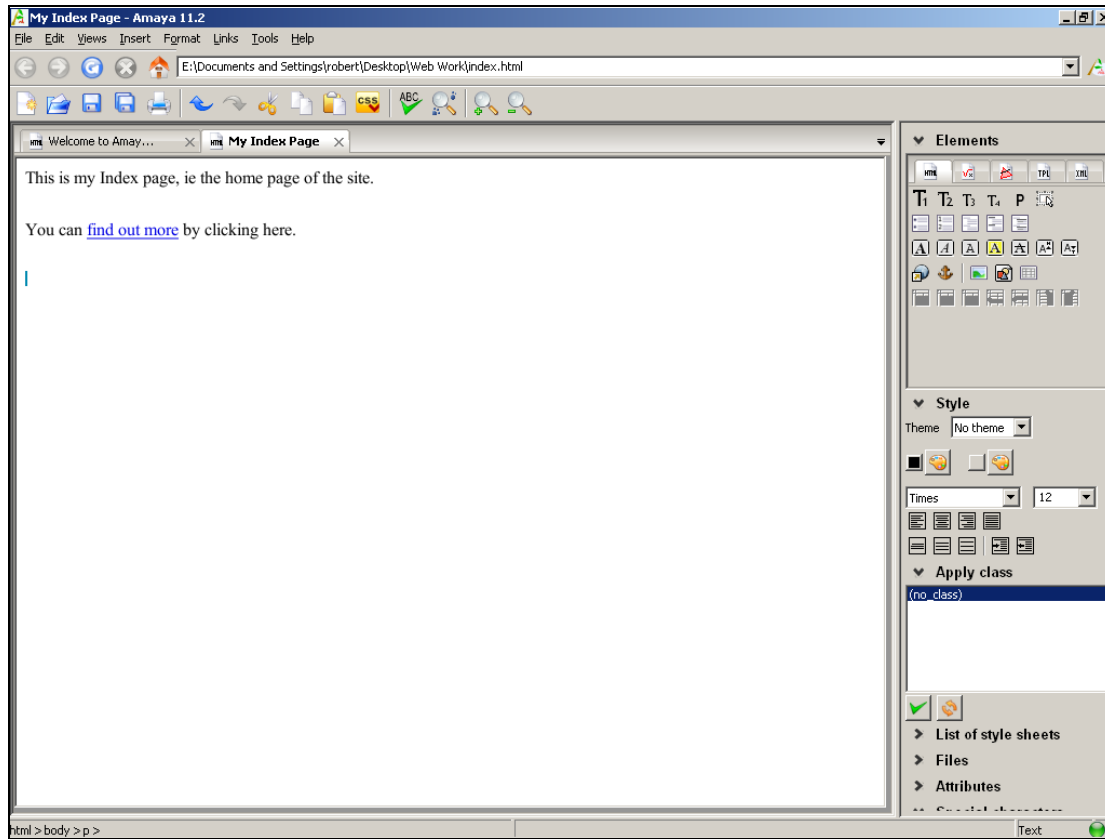 My Index Page - Amaya 11.2
File Edit Views Insert Format Links Tools Help
E:\Documents and Settings\robert\Desktop\Web Work\index.html
CSS ABC
HTML Welcome to Amay... HTML My Index Page
Elements
HTML TPL XML
This is my Index page, ie the home page of the site.
T1 T2 T3 T4 P
You can find out more by clicking here.
A A A A A A A
Style
Theme No theme
Times 12
Apply class
(no_class)
List of style sheets
Files
Attributes
Special characters
html > body > p > Text